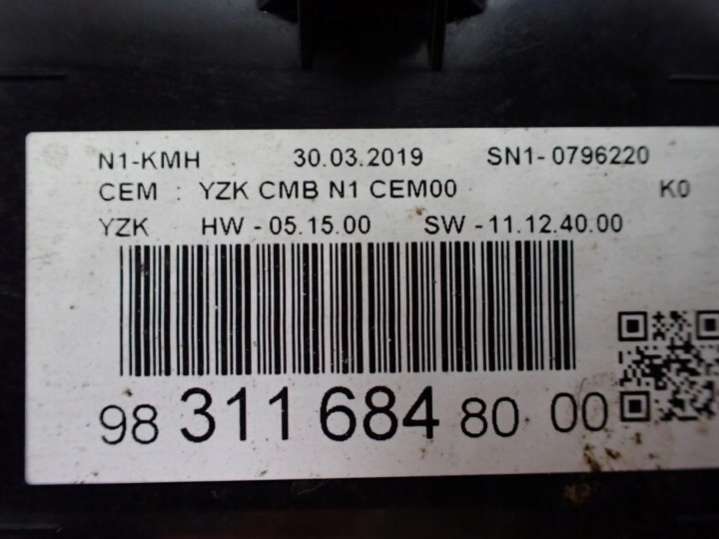 N1-KMH 30.03.2019 SN1-0796220
CEM : YZK CMB N1 CEM00 K0
YZK HW - 05.15.00 SW - 11.12.40.00
98 311 684 80 00